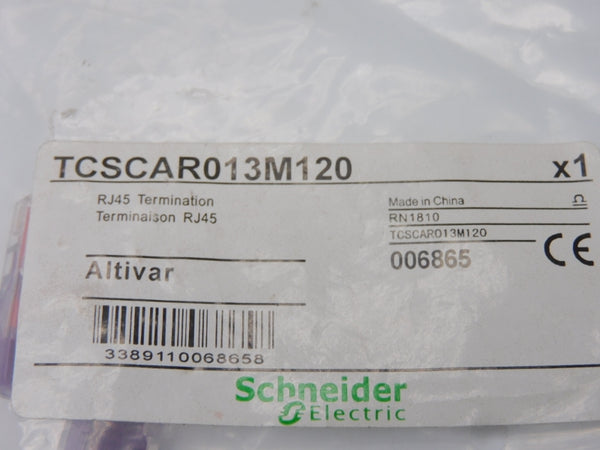 TCSCAR013M120 x1
RJ45 Termination
Terminaison RJ45
Made in China
RN1810
TCSCAR013M120
006865
CE
Altivar
3389110068658
Schneider
Electric